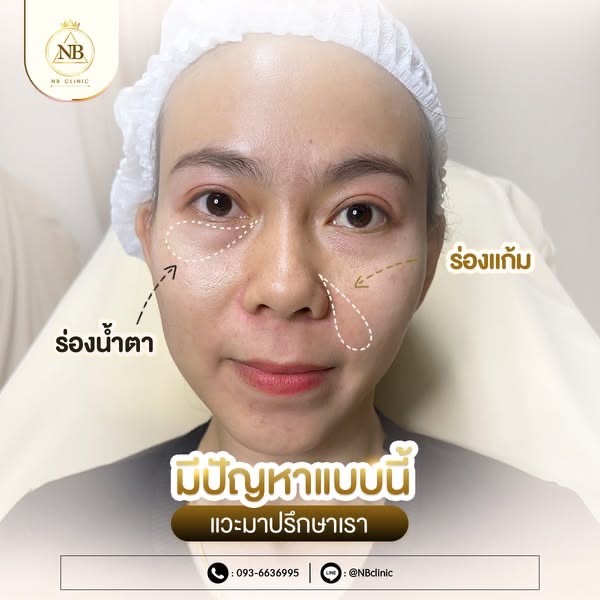 NB
NB CLINIC
ร่องแก้ม
ร่องน้ำตา
มีปัญหาแบบนี้
แวะมาปรึกษาเรา
: 093-6636995 | LINE : @NBclinic